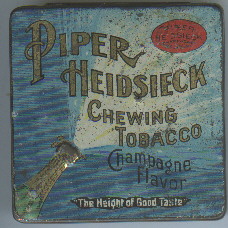 PIPER
HEIDSIECK
CHEWING
TOBACCO
Champagne
Flavor
"The Height of Good Taste"